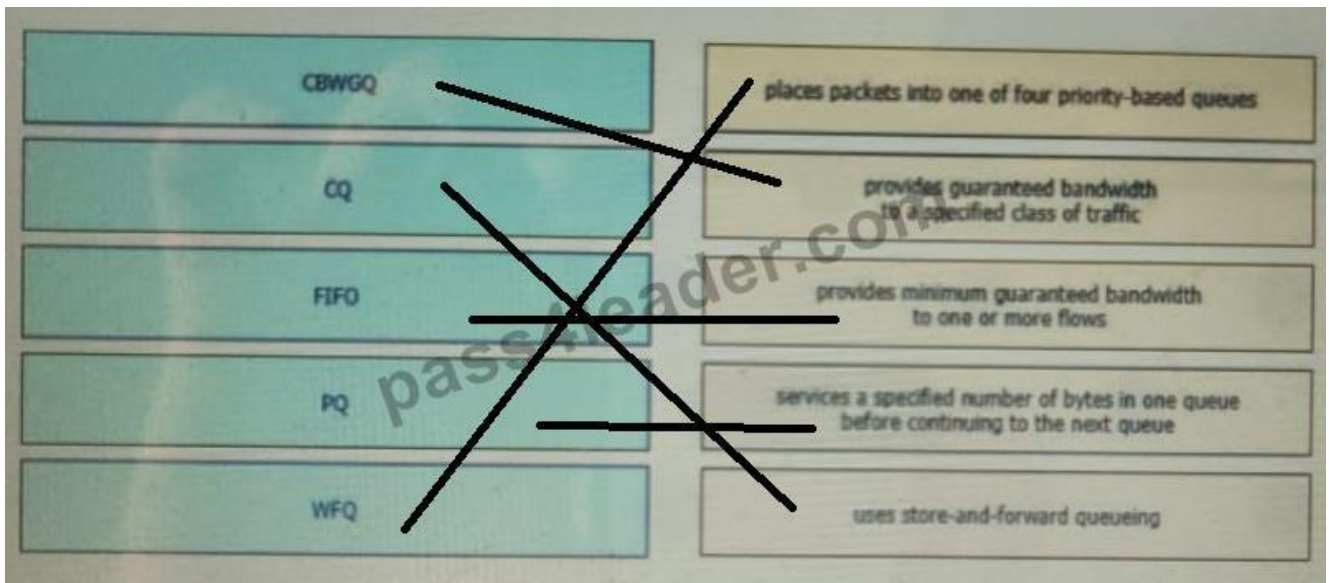 CBWGQ
places packets into one of four priority-based queues
CQ
provides guaranteed bandwidth
to a specified class of traffic
FIFO
provides minimum guaranteed bandwidth
to one or more flows
PQ
services a specified number of bytes in one queue
before continuing to the next queue
WFQ
uses store-and-forward queueing
pass4leader.com